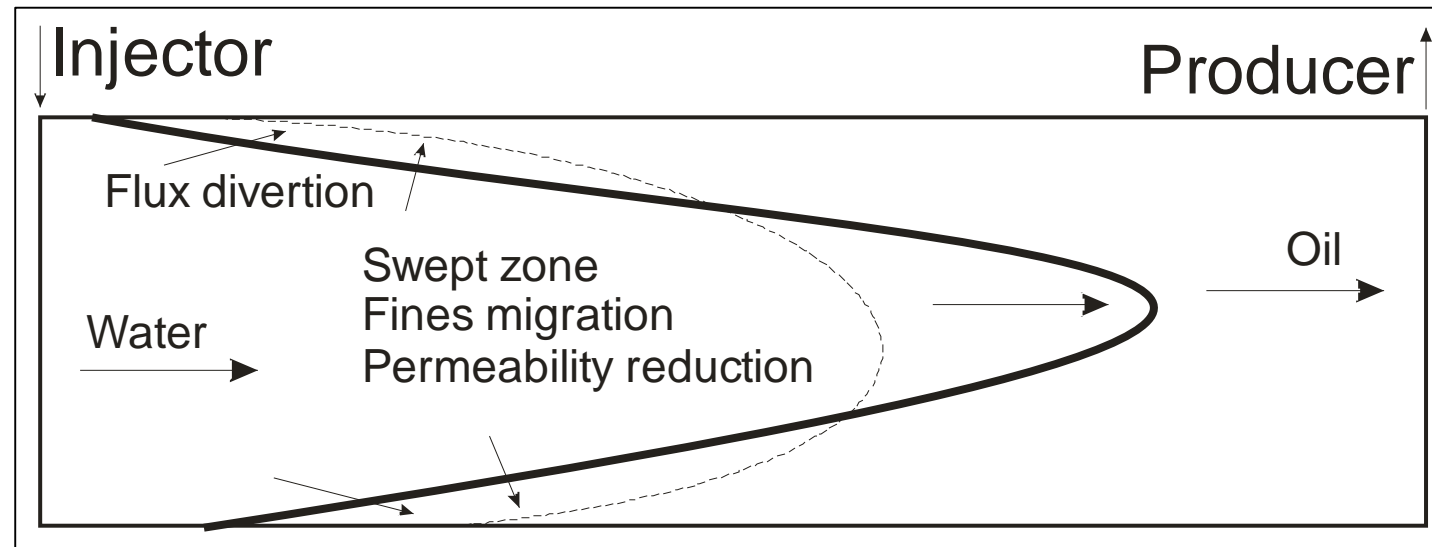 Injector
Producer
Flux divertion
Swept zone
Fines migration
Permeability reduction
Oil
Water